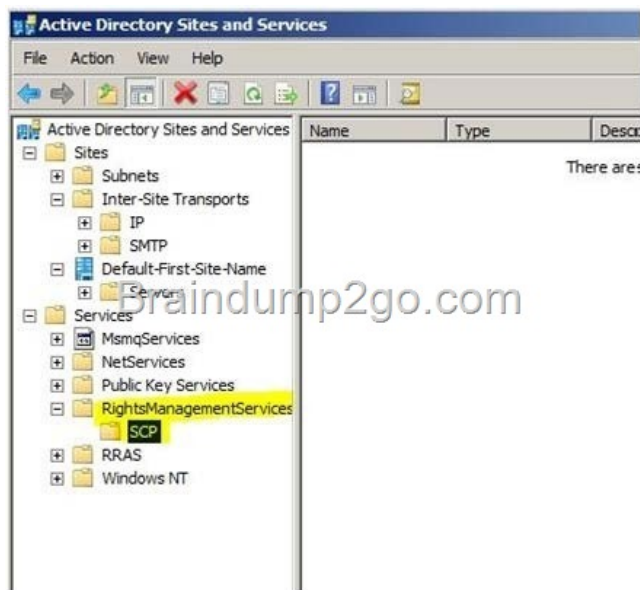 Active Directory Sites and Services
File Action View Help
Active Directory Sites and Services
Name Type
There are
Sites
Subnets
Inter-Site Transports
IP
SMTP
Default-First-Site-Name
Servers
Braindump2go.com
Services
MsmqServices
NetServices
Public Key Services
RightsManagementServices
SCP
RRAS
Windows NT